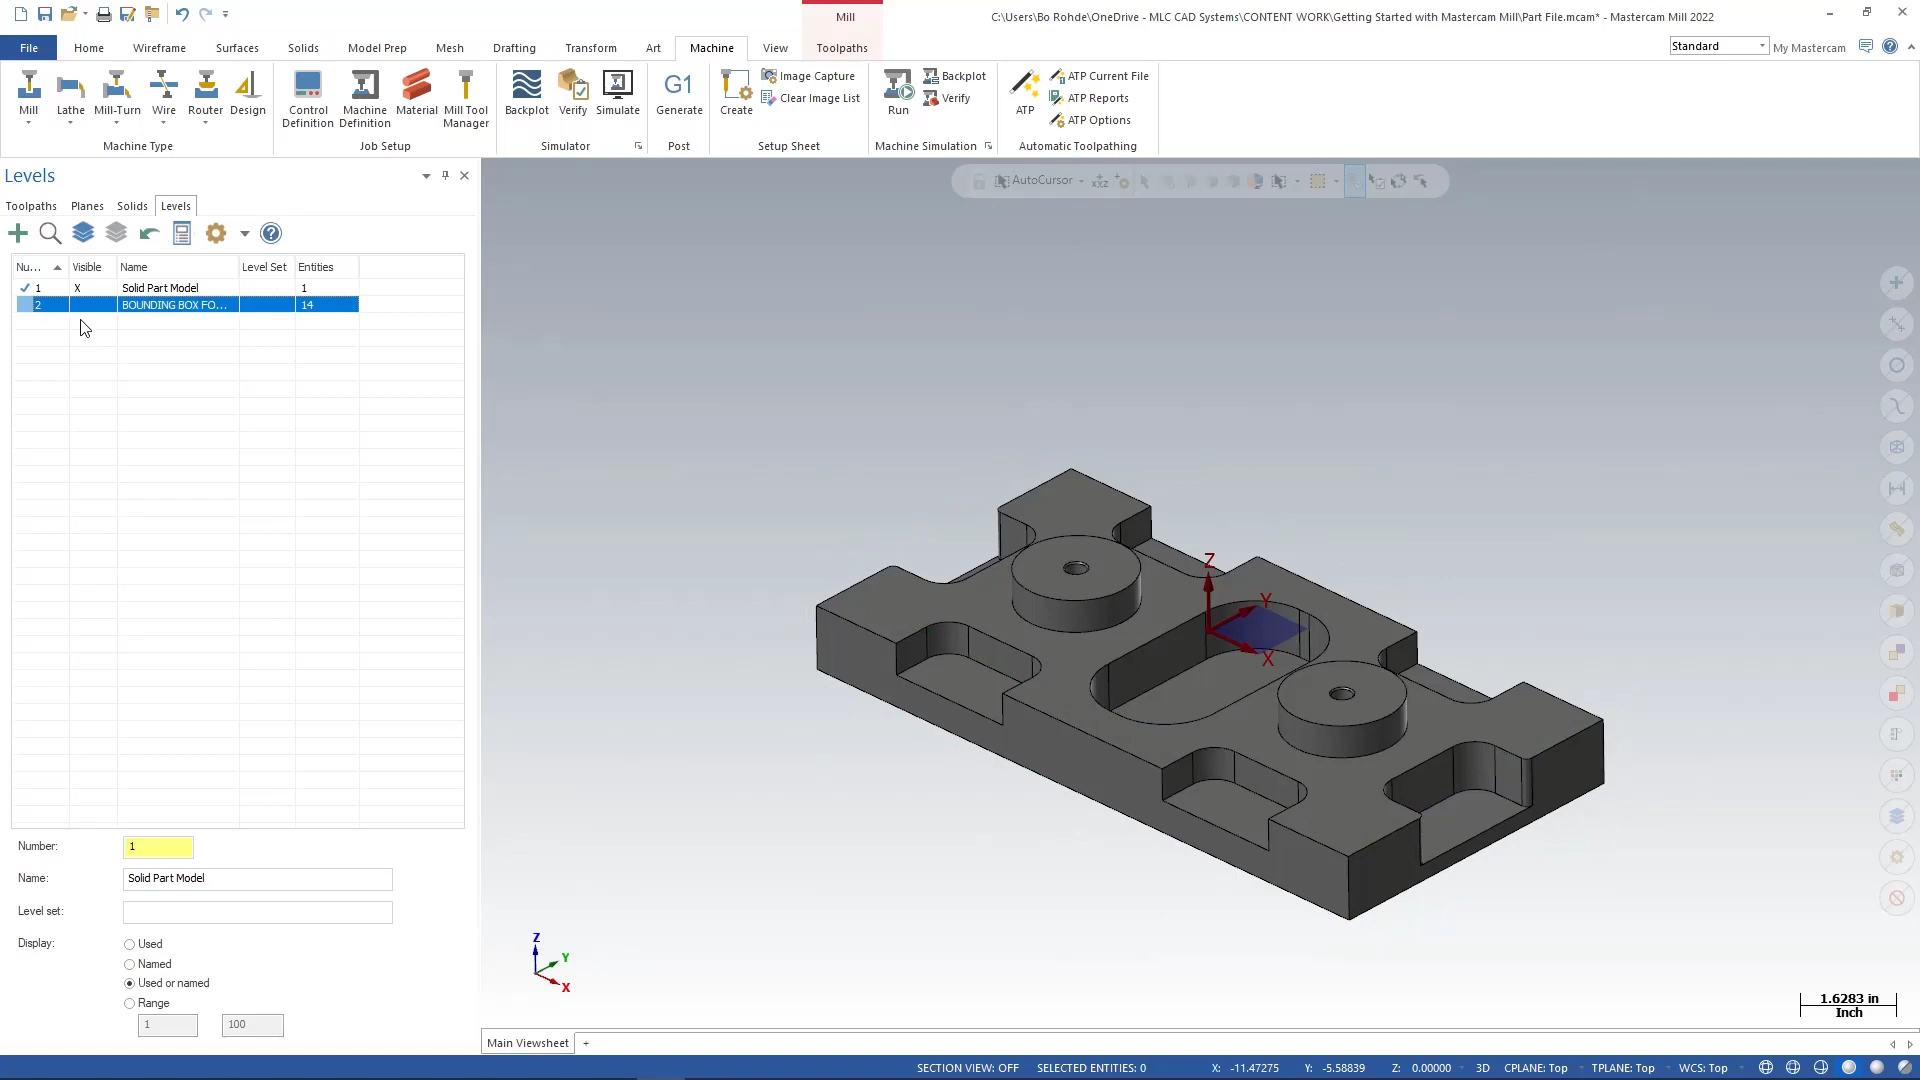 Mill
C:\Users\Bo Rohde\OneDrive - MLC CAD Systems\CONTENT WORK\Getting Started with Mastercam Mill\Part File.mcam* - Mastercam Mill 2022
File Home Wireframe Surfaces Solids Model Prep Mesh Drafting Transform Art Machine View Toolpaths
Standard My Mastercam
Mill Lathe Mill-Turn Wire Router Design
Machine Type
Control Definition
Machine Definition
Material
Mill Tool Manager
Job Setup
Backplot Verify Simulate
Simulator
G1
Generate
Post
Create
Image Capture
Clear Image List
Setup Sheet
Run
Backplot
Verify
Machine Simulation
ATP
ATP Current File
ATP Reports
ATP Options
Automatic Toolpathing
Levels
Toolpaths Planes Solids Levels
Nu... Visible Name Level Set Entities
1 X Solid Part Model 1
2 BOUNDING BOX FO... 14
Number: 1
Name: Solid Part Model
Level set:
Display:
Used
Named
Used or named
Range
1 100
AutoCursor
Z
Y
X
Z
Y
X
1.6283 in
Inch
Main Viewsheet +
SECTION VIEW: OFF SELECTED ENTITIES: 0 X: -11.47275 Y: -5.58839 Z: 0.00000 3D CPLANE: Top TPLANE: Top WCS: Top